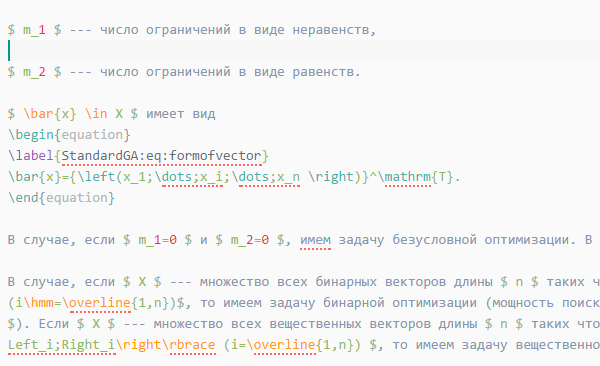 $ m_1 $ --- число ограничений в виде неравенств,
$ m_2 $ --- число ограничений в виде равенств.
$ \bar{x} \in X $ имеет вид
\begin{equation}
\label{StandardGA:eq:formofvector}
\bar{x}={\left(x_1;\dots;x_i;\dots;x_n \right)}^\mathrm{T}.
\end{equation}
В случае, если $ m_1=0 $ и $ m_2=0 $, имем задачу безусловной оптимизации. В
В случае, если $ X $ --- множество всех бинарных векторов длины $ n $ таких ч
(i\hmm=\overline{1,n})$, то имеем задачу бинарной оптимизации (мощность поиск
$). Если $ X $ --- множество всех вещественных векторов длины $ n $ таких что
Left_i;Right_i\right\rbrace (i=\overline{1,n}) $, то имеем задачу вещественно